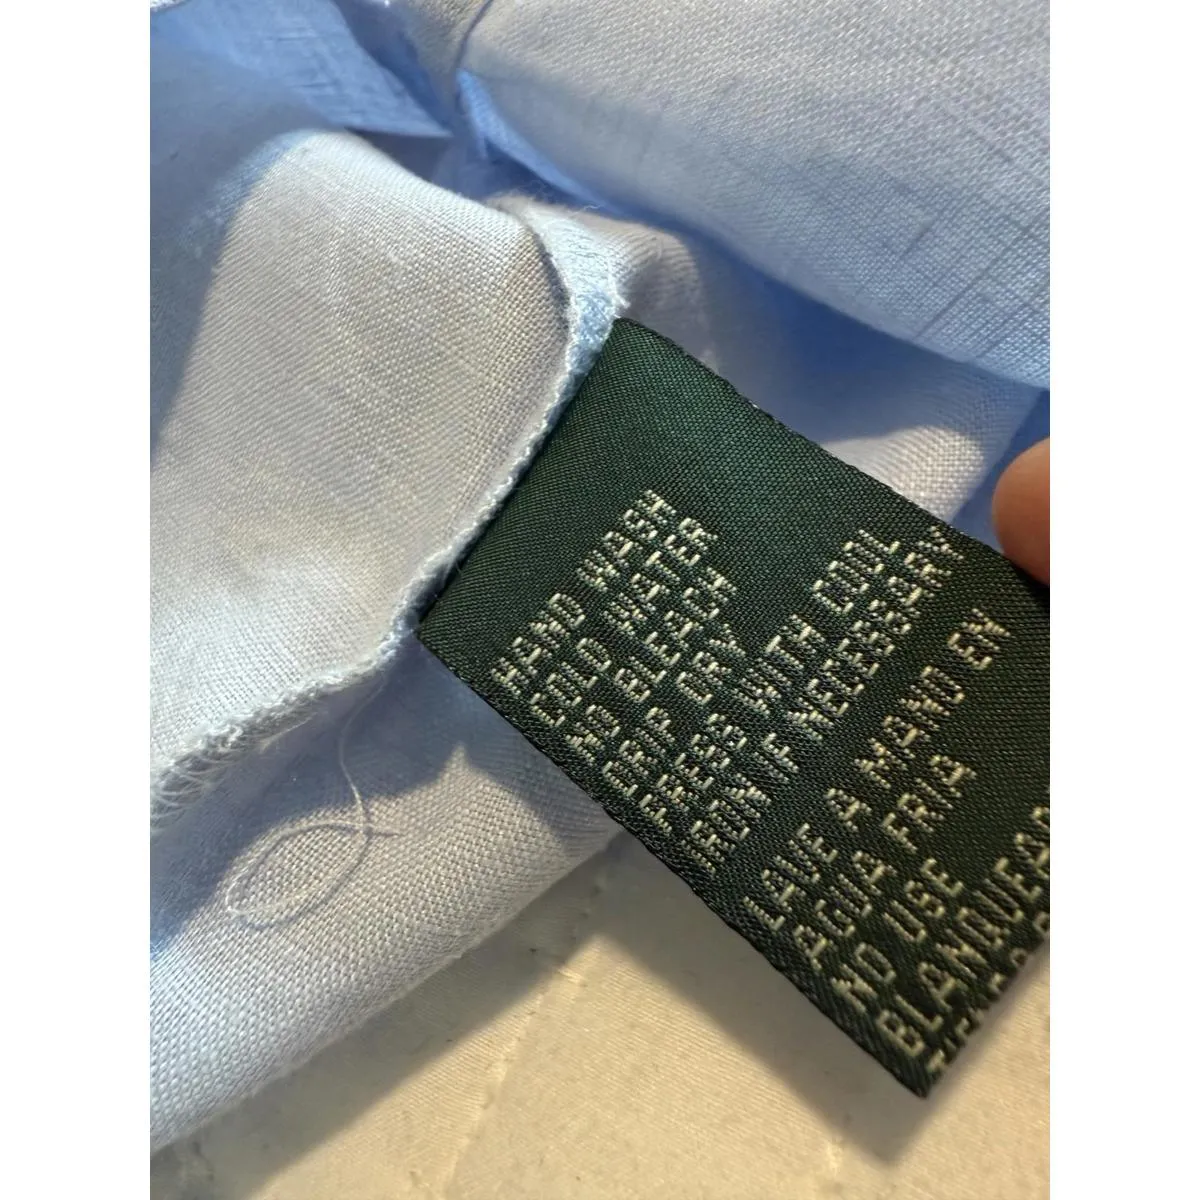 HAND WASH
COLD WATER
NO BLEACH
DRIP DRY
PRESS WITH COOL
IRON IF NECESSARY
LAVE A MANO EN
AGUA FRIA
NO USE
BLANQUEAD